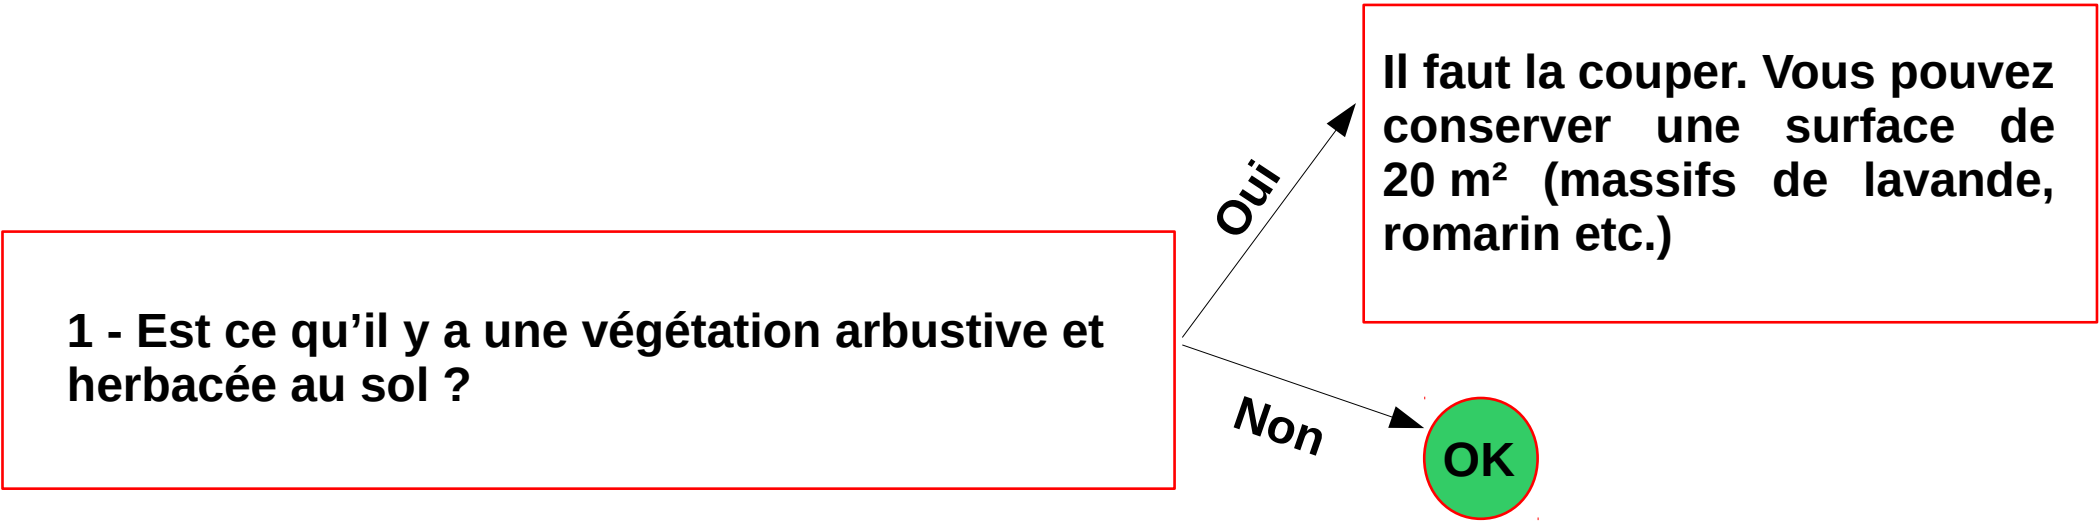 Il faut la couper. Vous pouvez
conserver une surface de
20 m² (massifs de lavande,
romarin etc.)
Oui
1 - Est ce qu’il y a une végétation arbustive et
herbacée au sol ?
Non
OK